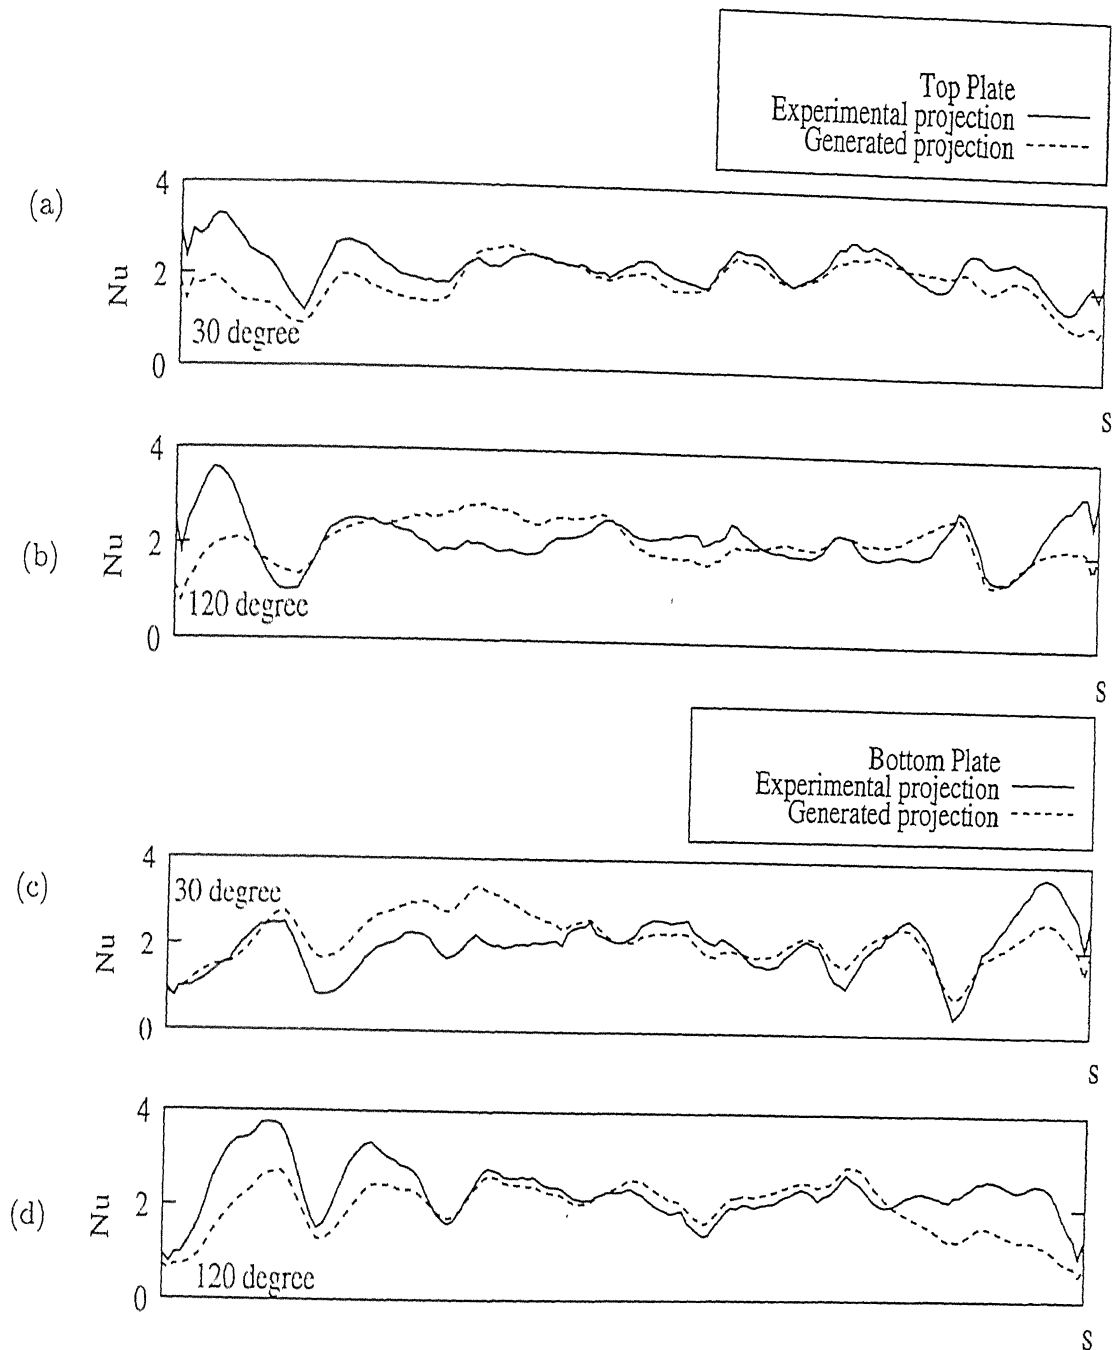 Top Plate
Experimental projection
Generated projection
(a)
4
2
0
Nu
30 degree
S
(b)
4
2
0
Nu
120 degree
S
Bottom Plate
Experimental projection
Generated projection
(c)
4
2
0
Nu
30 degree
S
(d)
4
2
0
Nu
120 degree
S